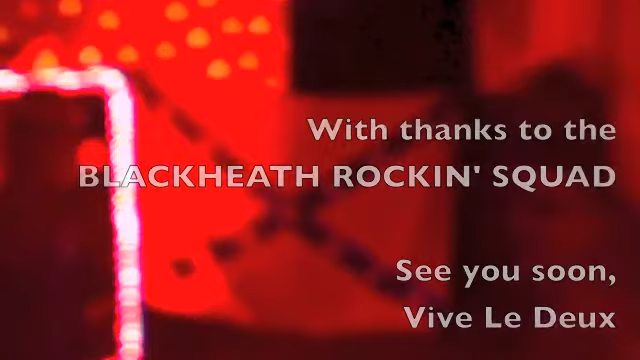 With thanks to the
BLACKHEATH ROCKIN' SQUAD
See you soon,
Vive Le Deux